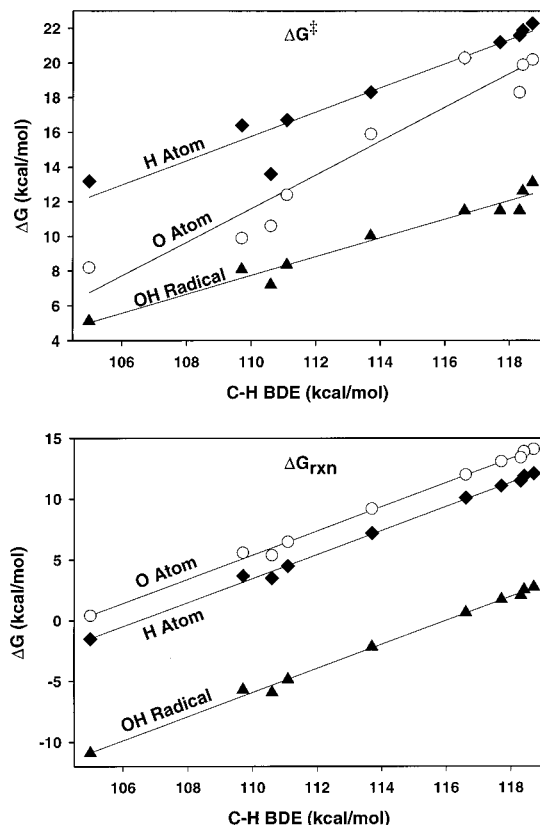 ΔG‡
22
20
18
16
14
12
10
8
6
4
ΔG (kcal/mol)
H Atom
O Atom
OH Radical
106 108 110 112 114 116 118
C-H BDE (kcal/mol)
ΔGrxn
15
10
5
0
-5
-10
ΔG (kcal/mol)
O Atom
H Atom
OH Radical
106 108 110 112 114 116 118
C-H BDE (kcal/mol)